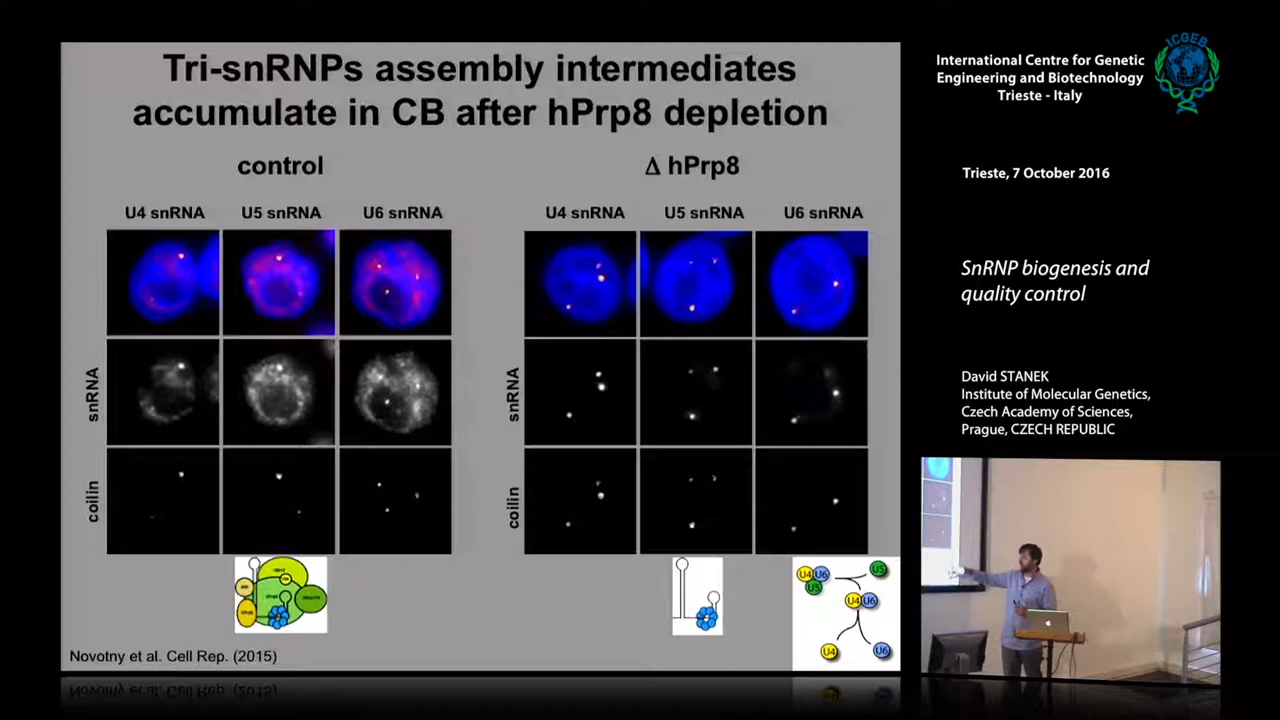 Tri-snRNPs assembly intermediates
accumulate in CB after hPrp8 depletion
control
Δ hPrp8
U4 snRNA
U5 snRNA
U6 snRNA
U4 snRNA
U5 snRNA
U6 snRNA
snRNA
snRNA
coilin
coilin
U4 U6
U5
U5
U4 U6
U4
U6
Novotny et al. Cell Rep. (2015)
ICGEB
International Centre for Genetic
Engineering and Biotechnology
Trieste - Italy
Trieste, 7 October 2016
SnRNP biogenesis and
quality control
David STANEK
Institute of Molecular Genetics,
Czech Academy of Sciences,
Prague, CZECH REPUBLIC